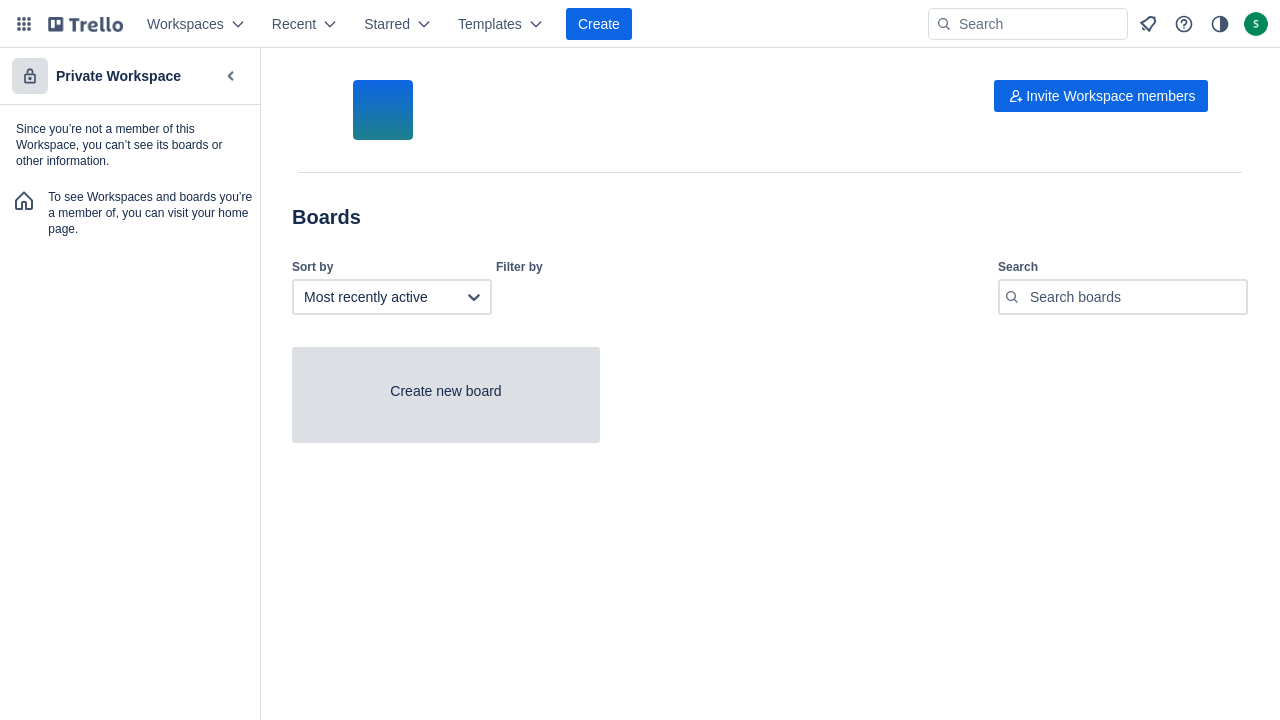 Trello
Workspaces
Recent
Starred
Templates
Create
Search
S
Private Workspace
Since you're not a member of this
Workspace, you can't see its boards or
other information.
To see Workspaces and boards you're
a member of, you can visit your home
page.
Invite Workspace members
Boards
Sort by
Filter by
Search
Most recently active
Search boards
Create new board